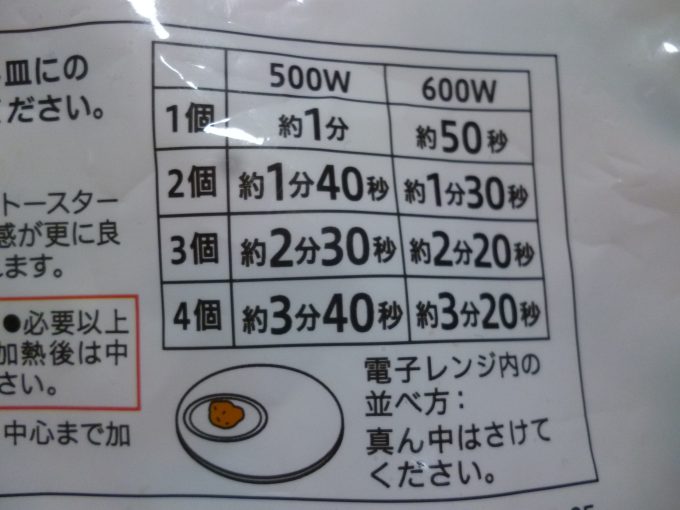 皿にの
ださい。
500W 600W
1個 約1分 約50秒
2個 約1分40秒 約1分30秒
3個 約2分30秒 約2分20秒
4個 約3分40秒 約3分20秒
トースター
感が更に良
ます。
●必要以上
加熱後は中
さい。
中心まで加
電子レンジ内の
並べ方：
真ん中はさけて
ください。